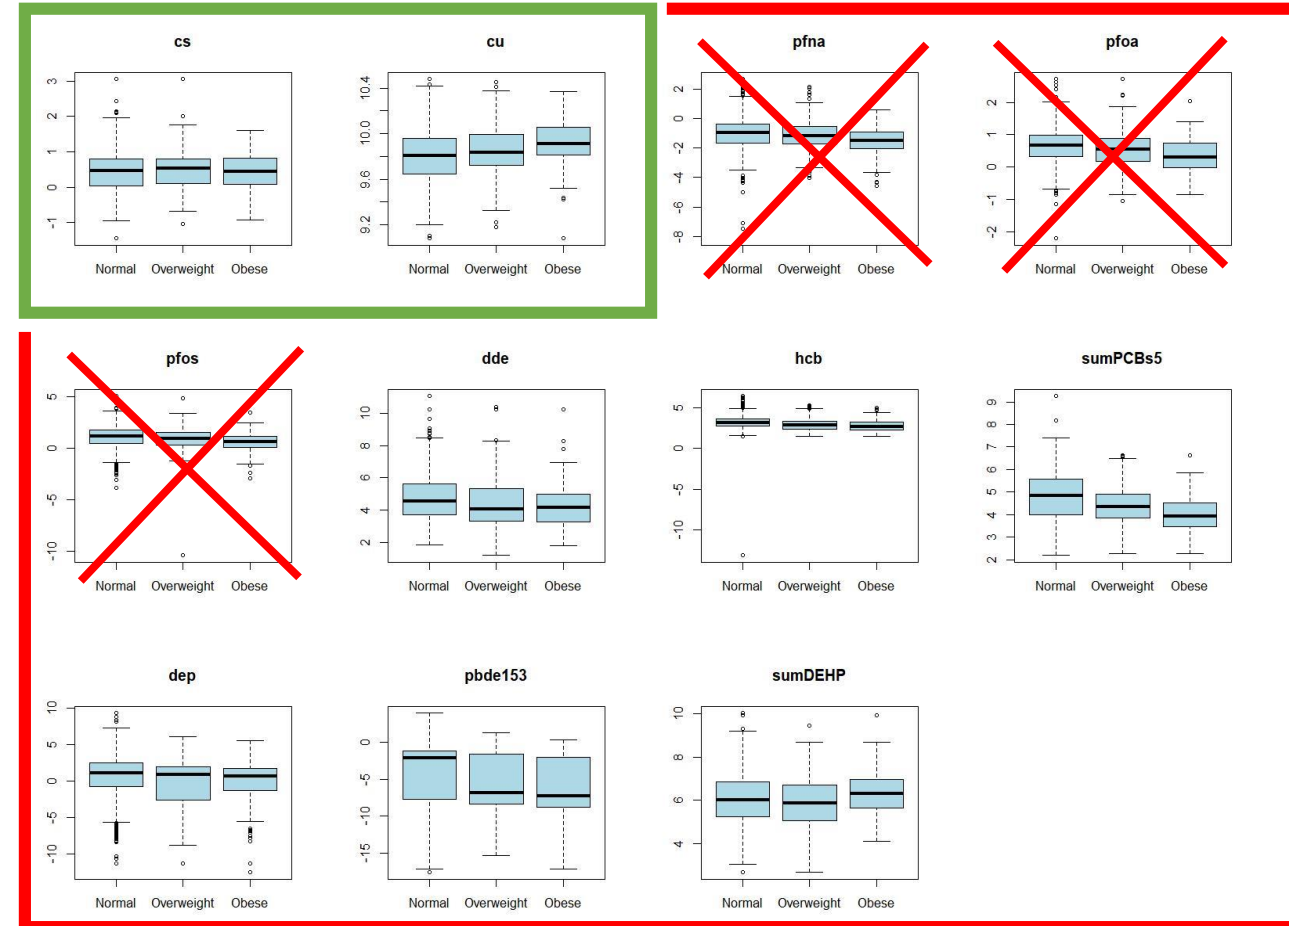 cs
cu
pfna
pfoa
3
2
1
0
-1
10.4
10.0
9.6
9.2
2
0
-2
-4
-6
-8
2
1
0
-1
-2
Normal Overweight Obese
Normal Overweight Obese
Normal Overweight Obese
Normal Overweight Obese
pfos
dde
hcb
sumPCBs5
5
0
-5
-10
10
8
6
4
2
5
0
-5
-10
9
8
7
6
5
4
3
2
Normal Overweight Obese
Normal Overweight Obese
Normal Overweight Obese
Normal Overweight Obese
dep
pbde153
sumDEHP
10
5
0
-5
-10
0
-5
-10
-15
10
8
6
4
Normal Overweight Obese
Normal Overweight Obese
Normal Overweight Obese